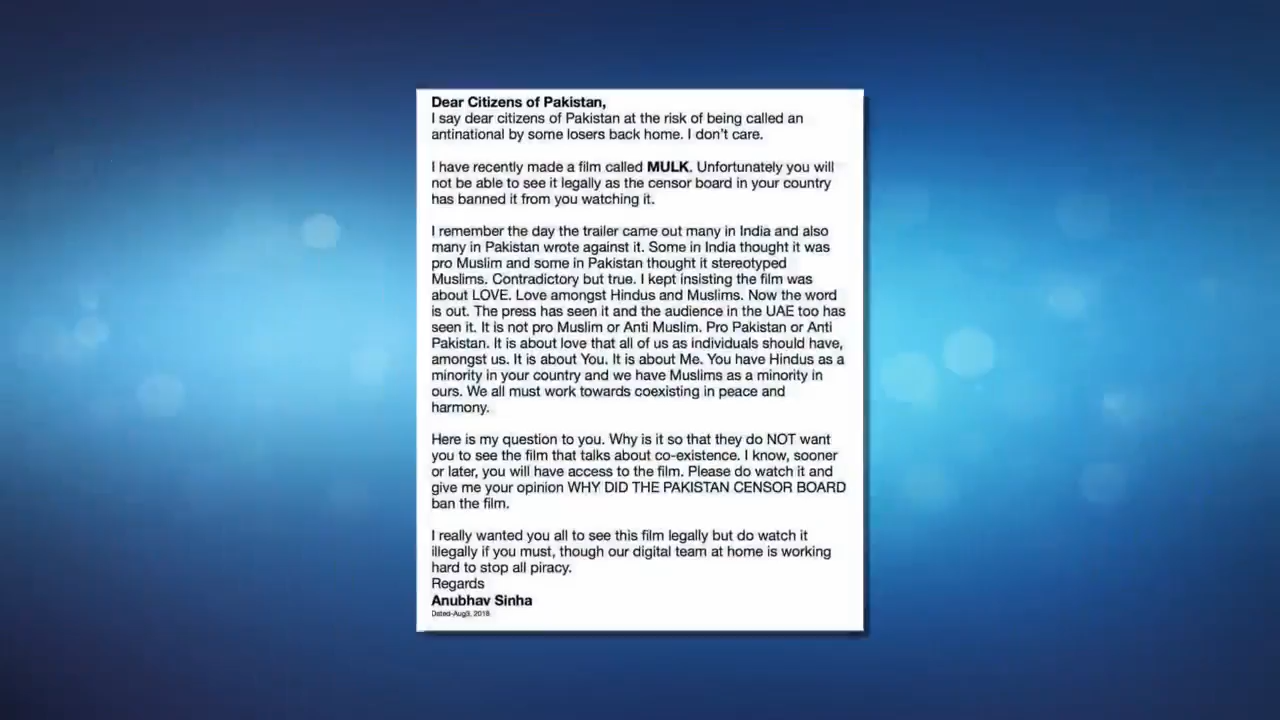 Dear Citizens of Pakistan,
I say dear citizens of Pakistan at the risk of being called an
antinational by some losers back home. I don't care.
I have recently made a film called MULK. Unfortunately you will
not be able to see it legally as the censor board in your country
has banned it from you watching it.
I remember the day the trailer came out many in India and also
many in Pakistan wrote against it. Some in India thought it was
pro Muslim and some in Pakistan thought it stereotyped
Muslims. Contradictory but true. I kept insisting the film was
about LOVE. Love amongst Hindus and Muslims. Now the word
is out. The press has seen it and the audience in the UAE too has
seen it. It is not pro Muslim or Anti Muslim. Pro Pakistan or Anti
Pakistan. It is about love that all of us as individuals should have,
amongst us. It is about You. It is about Me. You have Hindus as a
minority in your country and we have Muslims as a minority in
ours. We all must work towards coexisting in peace and
harmony.
Here is my question to you. Why is it so that they do NOT want
you to see the film that talks about co-existence. I know, sooner
or later, you will have access to the film. Please do watch it and
give me your opinion WHY DID THE PAKISTAN CENSOR BOARD
ban the film.
I really wanted you all to see this film legally but do watch it
illegally if you must, though our digital team at home is working
hard to stop all piracy.
Regards
Anubhav Sinha
Dated-Aug3, 2018